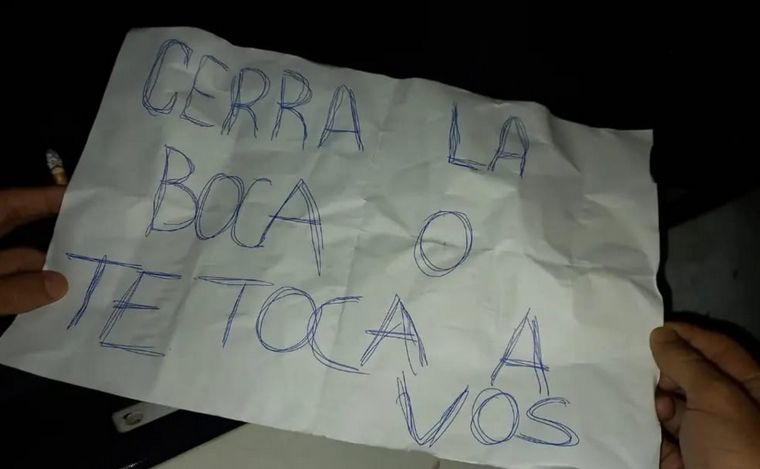 CERRA LA
BOCA O
TE TOCA A
VOS